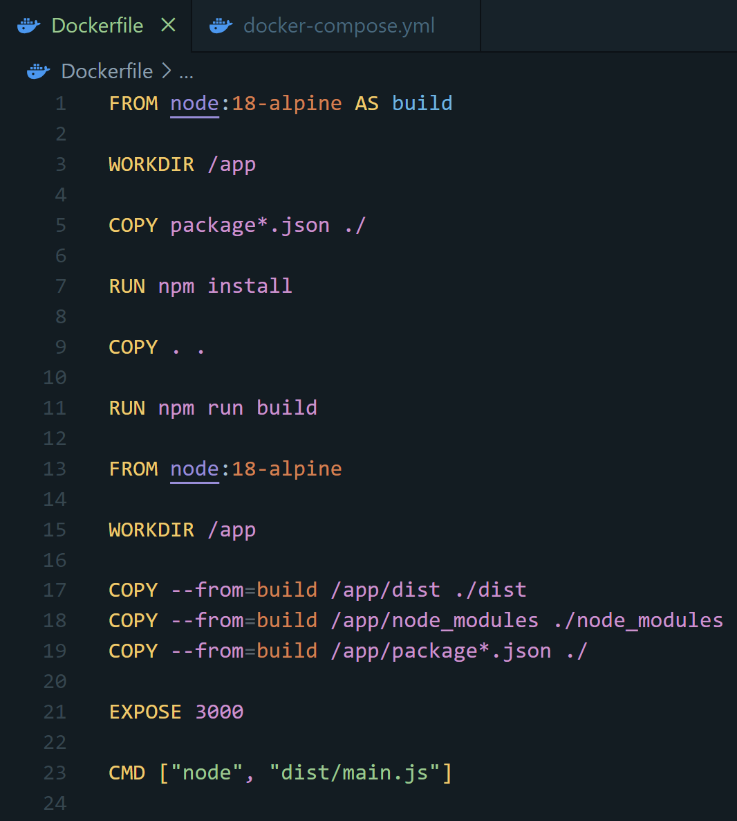 Dockerfile
docker-compose.yml
Dockerfile > ...
1 FROM node:18-alpine AS build
2
3 WORKDIR /app
4
5 COPY package*.json ./
6
7 RUN npm install
8
9 COPY . .
10
11 RUN npm run build
12
13 FROM node:18-alpine
14
15 WORKDIR /app
16
17 COPY --from=build /app/dist ./dist
18 COPY --from=build /app/node_modules ./node_modules
19 COPY --from=build /app/package*.json ./
20
21 EXPOSE 3000
22
23 CMD ["node", "dist/main.js"]
24